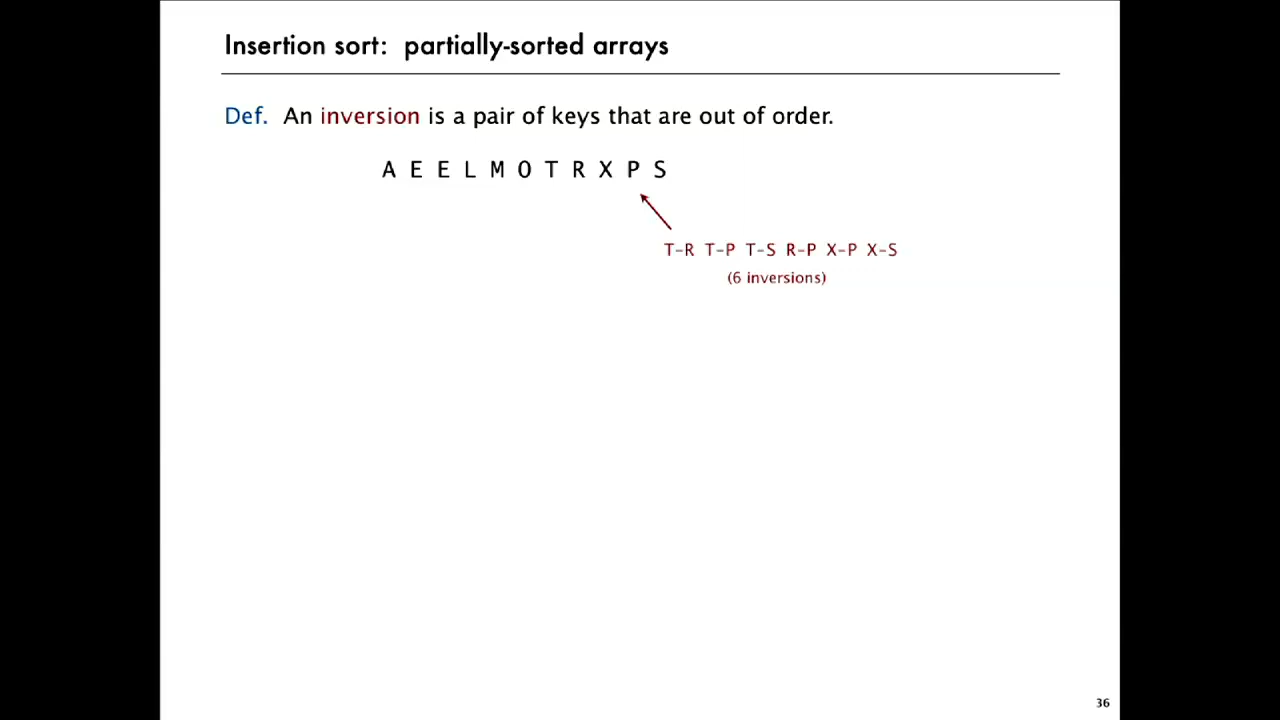 Insertion sort: partially-sorted arrays
Def. An inversion is a pair of keys that are out of order.
A E E L M O T R X P S
T–R T–P T–S R–P X–P X–S
(6 inversions)
36